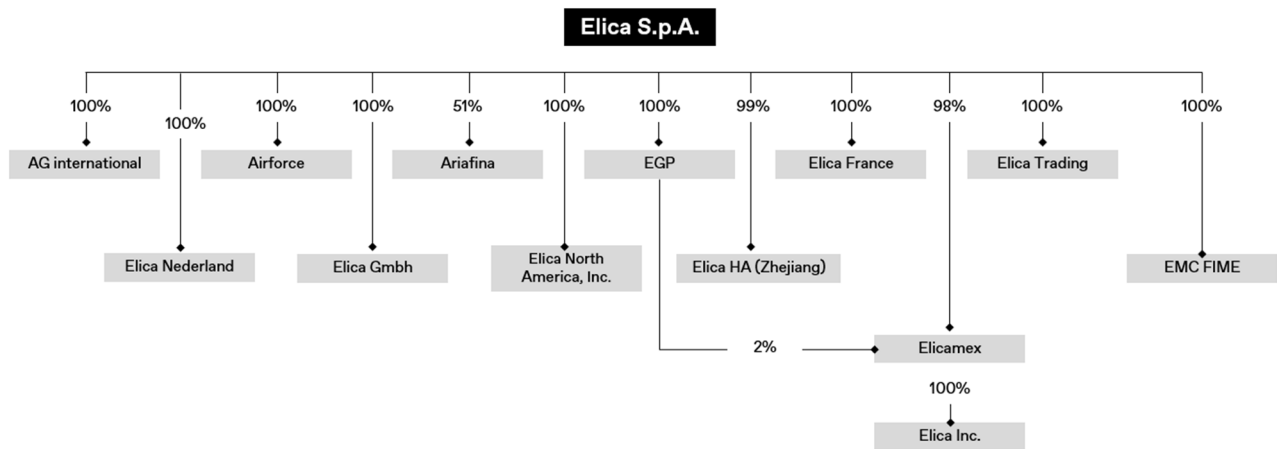 Elica S.p.A.
100%
100%
100%
100%
51%
100%
100%
99%
100%
98%
100%
100%
AG international
Airforce
Ariafina
EGP
Elica France
Elica Trading
Elica Nederland
Elica Gmbh
Elica North
America, Inc.
Elica HA (Zhejiang)
EMC FIME
2%
Elicamex
100%
Elica Inc.